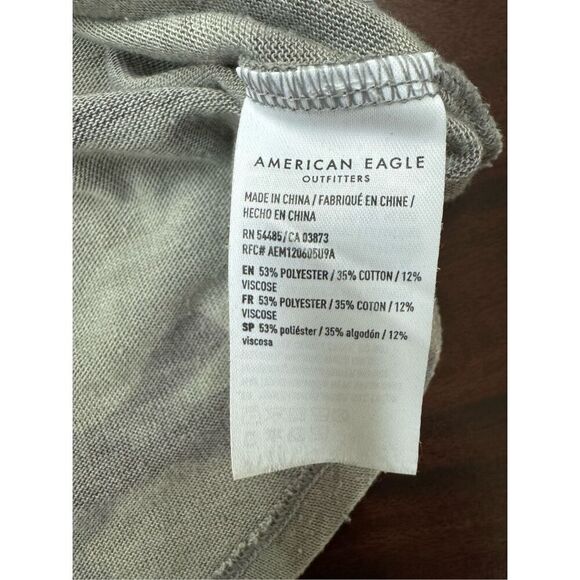 AMERICAN EAGLE
OUTFITTERS
MADE IN CHINA / FABRIQUÉ EN CHINE /
HECHO EN CHINA
RN 54485/CA 03873
RFC# AEM120605U9A
EN 53% POLYESTER / 35% COTTON / 12%
VISCOSE
FR 53% POLYESTER / 35% COTON / 12%
VISCOSE
SP 53% poliéster / 35% algodón / 12%
viscosa